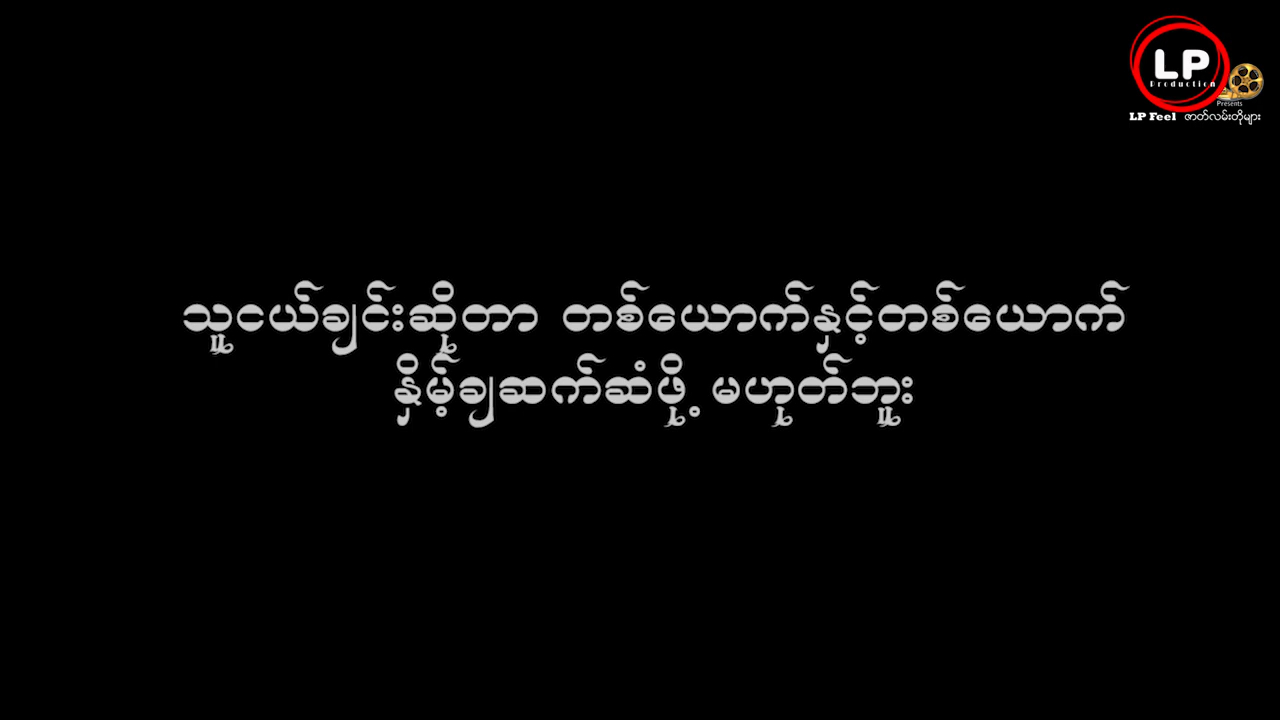 LP
Production
Presents
LP Feel ဇာတ်လမ်းတိုများ
သူငယ်ချင်းဆိုတာ တစ်ယောက်နှင့်တစ်ယောက်
နှိမ့်ချဆက်ဆံဖို့ မဟုတ်ဘူး